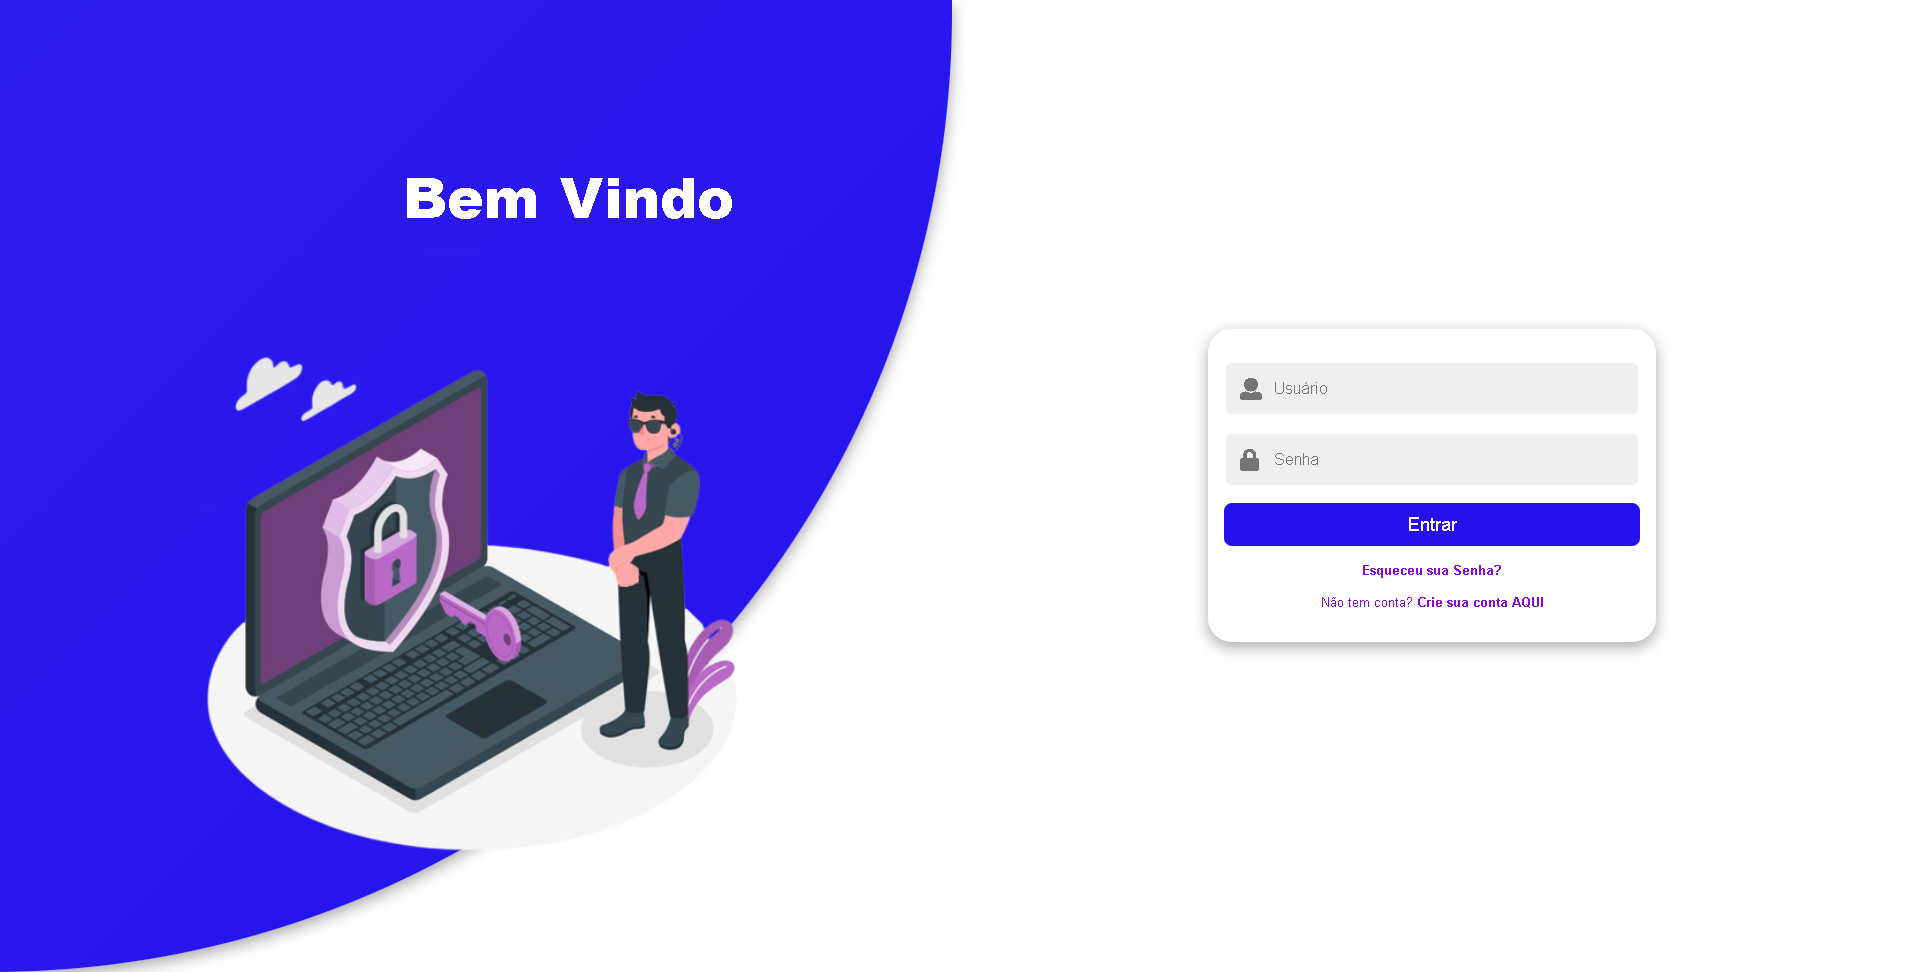 Bem Vindo
Usuário
Senha
Entrar
Esqueceu sua Senha?
Não tem conta? Crie sua conta AQUI